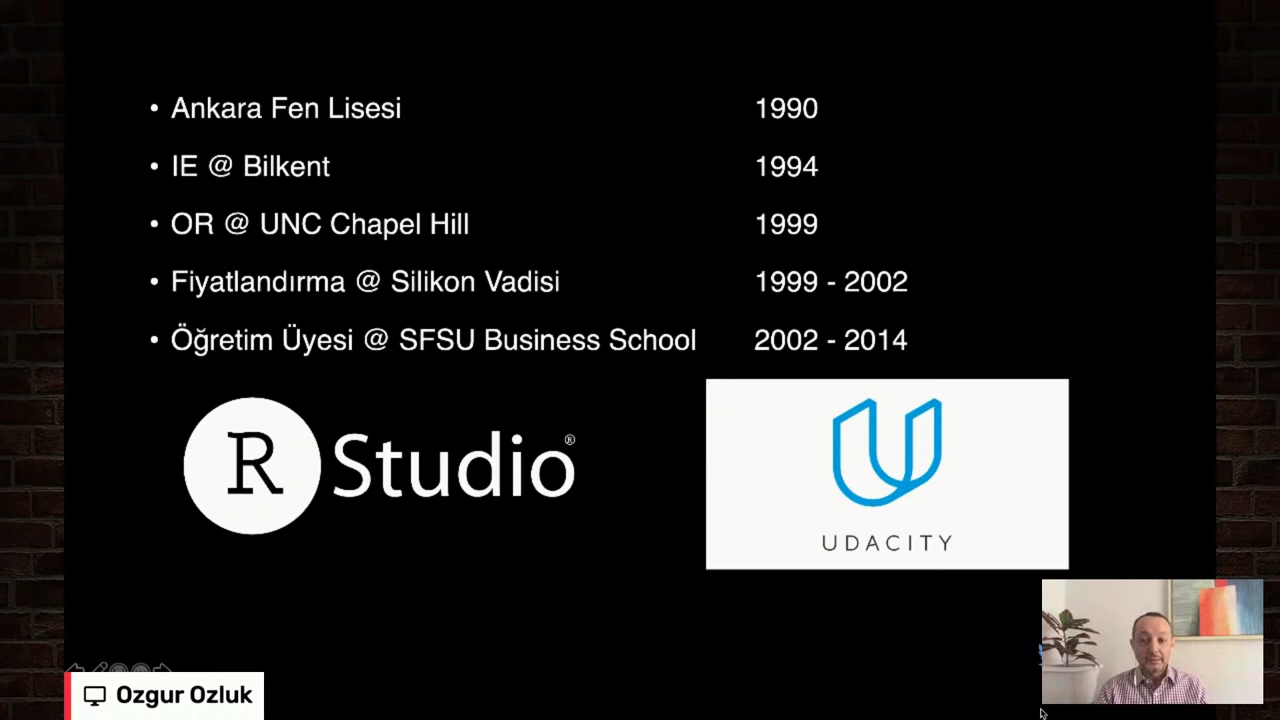 • Ankara Fen Lisesi 1990
• IE @ Bilkent 1994
• OR @ UNC Chapel Hill 1999
• Fiyatlandırma @ Silikon Vadisi 1999 - 2002
• Öğretim Üyesi @ SFSU Business School 2002 - 2014
R Studio®
UDACITY
Ozgur Ozluk